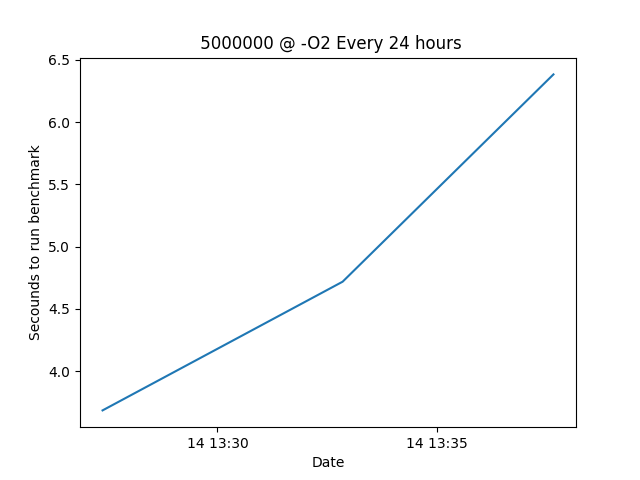 5000000 @ -O2 Every 24 hours
6.5
6.0
5.5
5.0
4.5
4.0
Secounds to run benchmark
14 13:30
14 13:35
Date